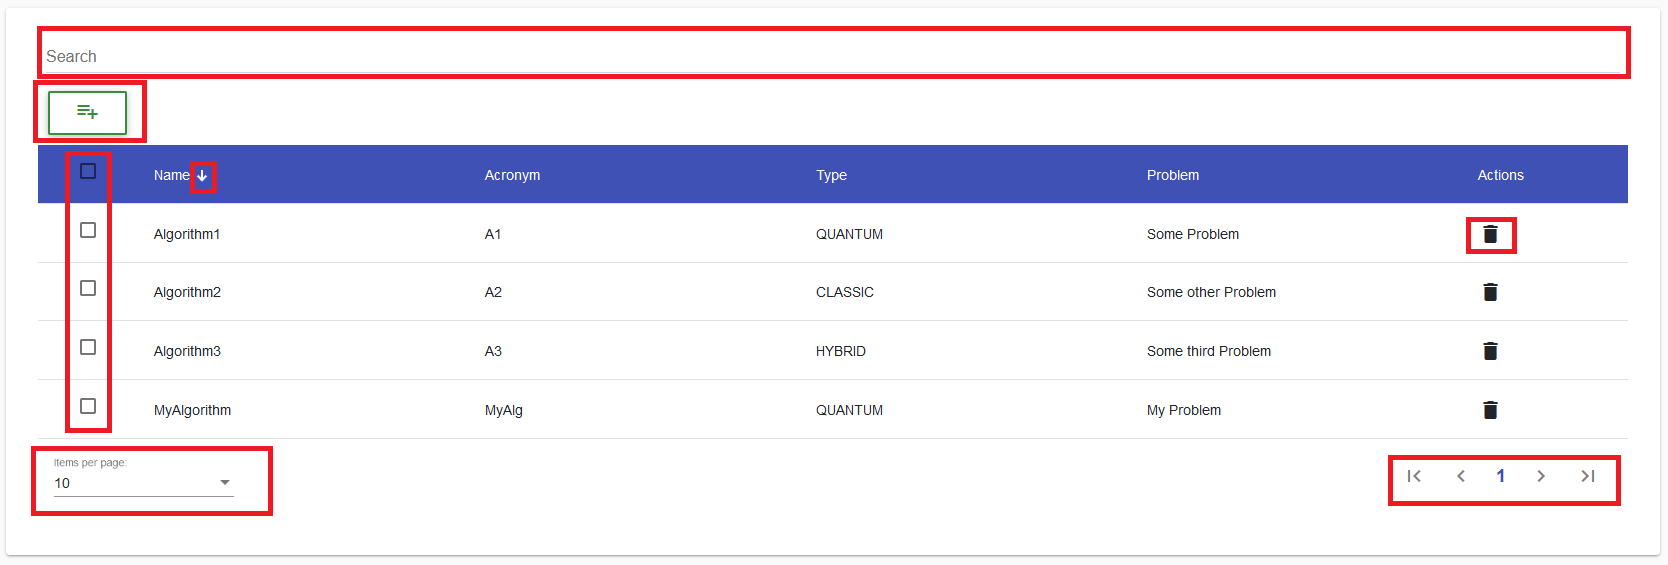 Search
Name Acronym Type Problem Actions
Algorithm1 A1 QUANTUM Some Problem
Algorithm2 A2 CLASSIC Some other Problem
Algorithm3 A3 HYBRID Some third Problem
MyAlgorithm MyAlg QUANTUM My Problem
Items per page:
10
1